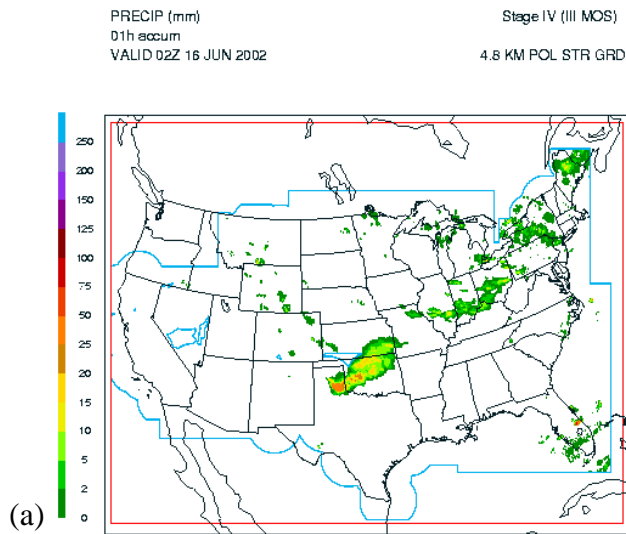 PRECIP (mm)
01h accum
VALID 02Z 16 JUN 2002
Stage IV (III MOS)
4.8 KM POL STR GRD
250
200
150
125
100
75
50
25
20
15
10
5
2
0
(a)